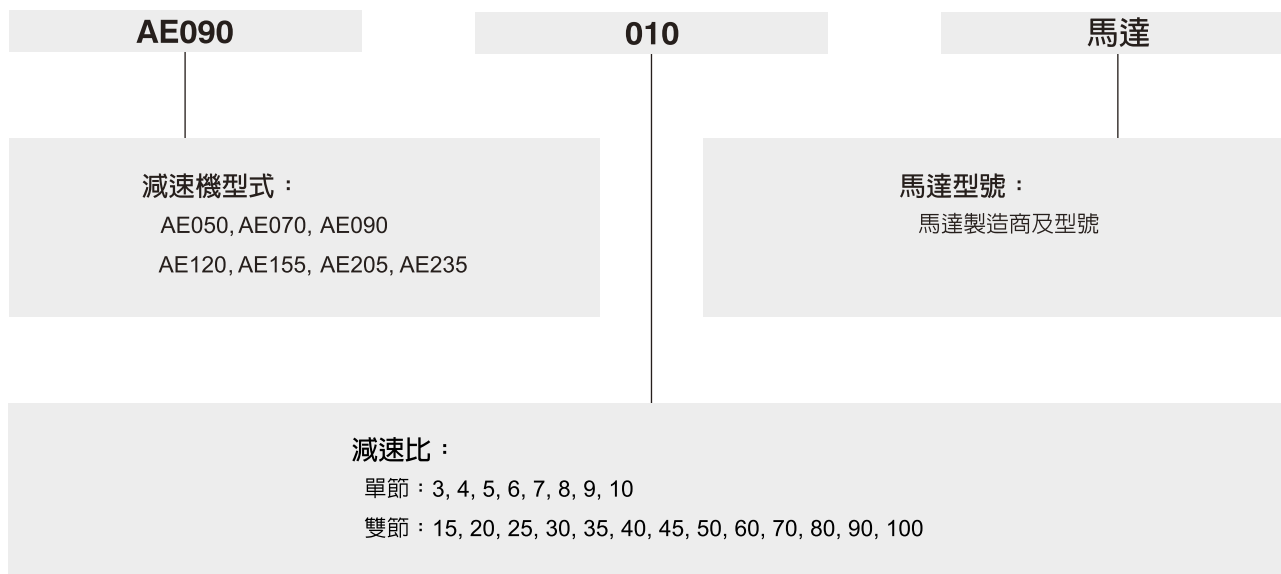 AE090
010
馬達
減速機型式：
AE050, AE070, AE090
AE120, AE155, AE205, AE235
馬達型號：
馬達製造商及型號
減速比：
單節：3, 4, 5, 6, 7, 8, 9, 10
雙節：15, 20, 25, 30, 35, 40, 45, 50, 60, 70, 80, 90, 100